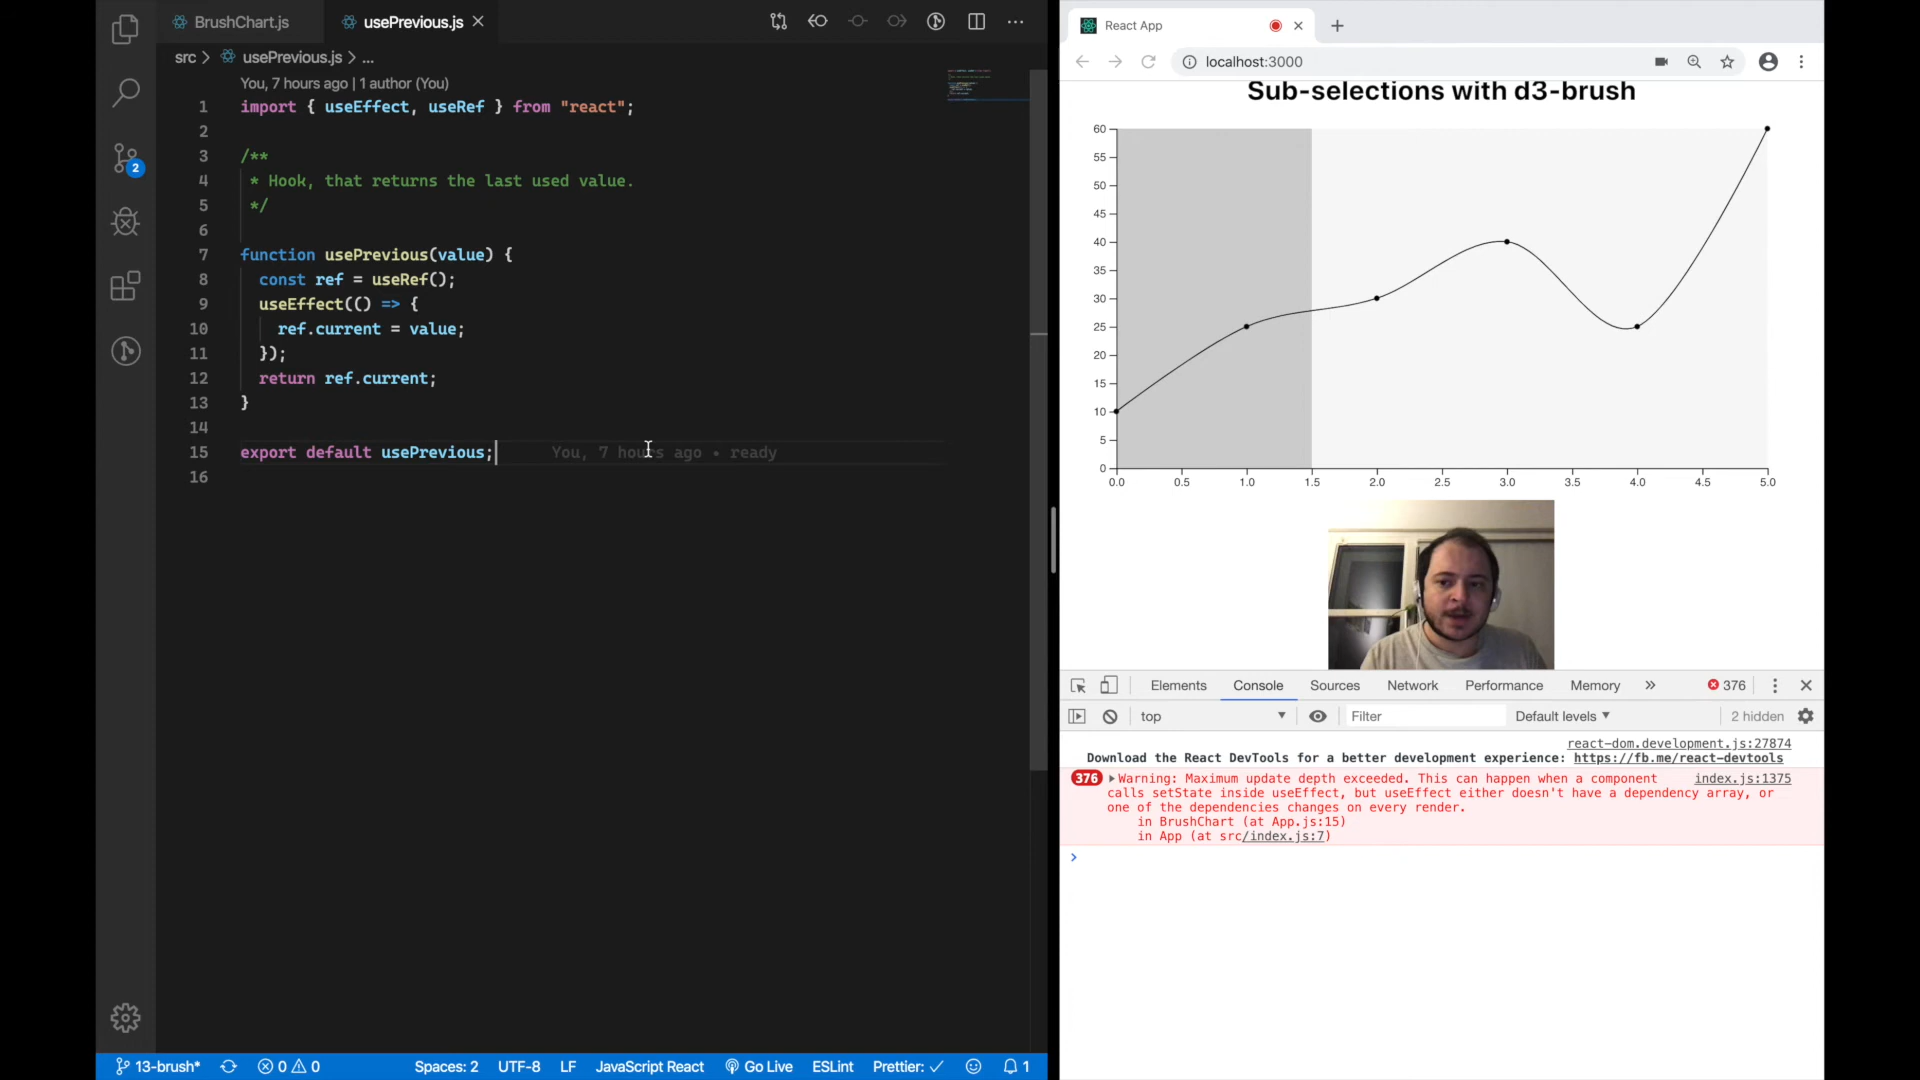 BrushChart.js
usePrevious.js
src > usePrevious.js > ...
You, 7 hours ago | 1 author (You)
1 import { useEffect, useRef } from "react";
2
3 /**
4 * Hook, that returns the last used value.
5 */
6
7 function usePrevious(value) {
8 const ref = useRef();
9 useEffect(() => {
10 ref.current = value;
11 });
12 return ref.current;
13 }
14
15 export default usePrevious; You, 7 hours ago • ready
16
2
13-brush* 0 0 Spaces: 2 UTF-8 LF JavaScript React Go Live ESLint Prettier: ✓ 1
React App
localhost:3000
Sub-selections with d3-brush
60
55
50
45
40
35
30
25
20
15
10
5
0
0.0 0.5 1.0 1.5 2.0 2.5 3.0 3.5 4.0 4.5 5.0
Elements Console Sources Network Performance Memory » 376
top Filter Default levels 2 hidden
react-dom.development.js:27874
Download the React DevTools for a better development experience: https://fb.me/react-devtools
376 Warning: Maximum update depth exceeded. This can happen when a component index.js:1375
calls setState inside useEffect, but useEffect either doesn't have a dependency array, or
one of the dependencies changes on every render.
in BrushChart (at App.js:15)
in App (at src/index.js:7)
>